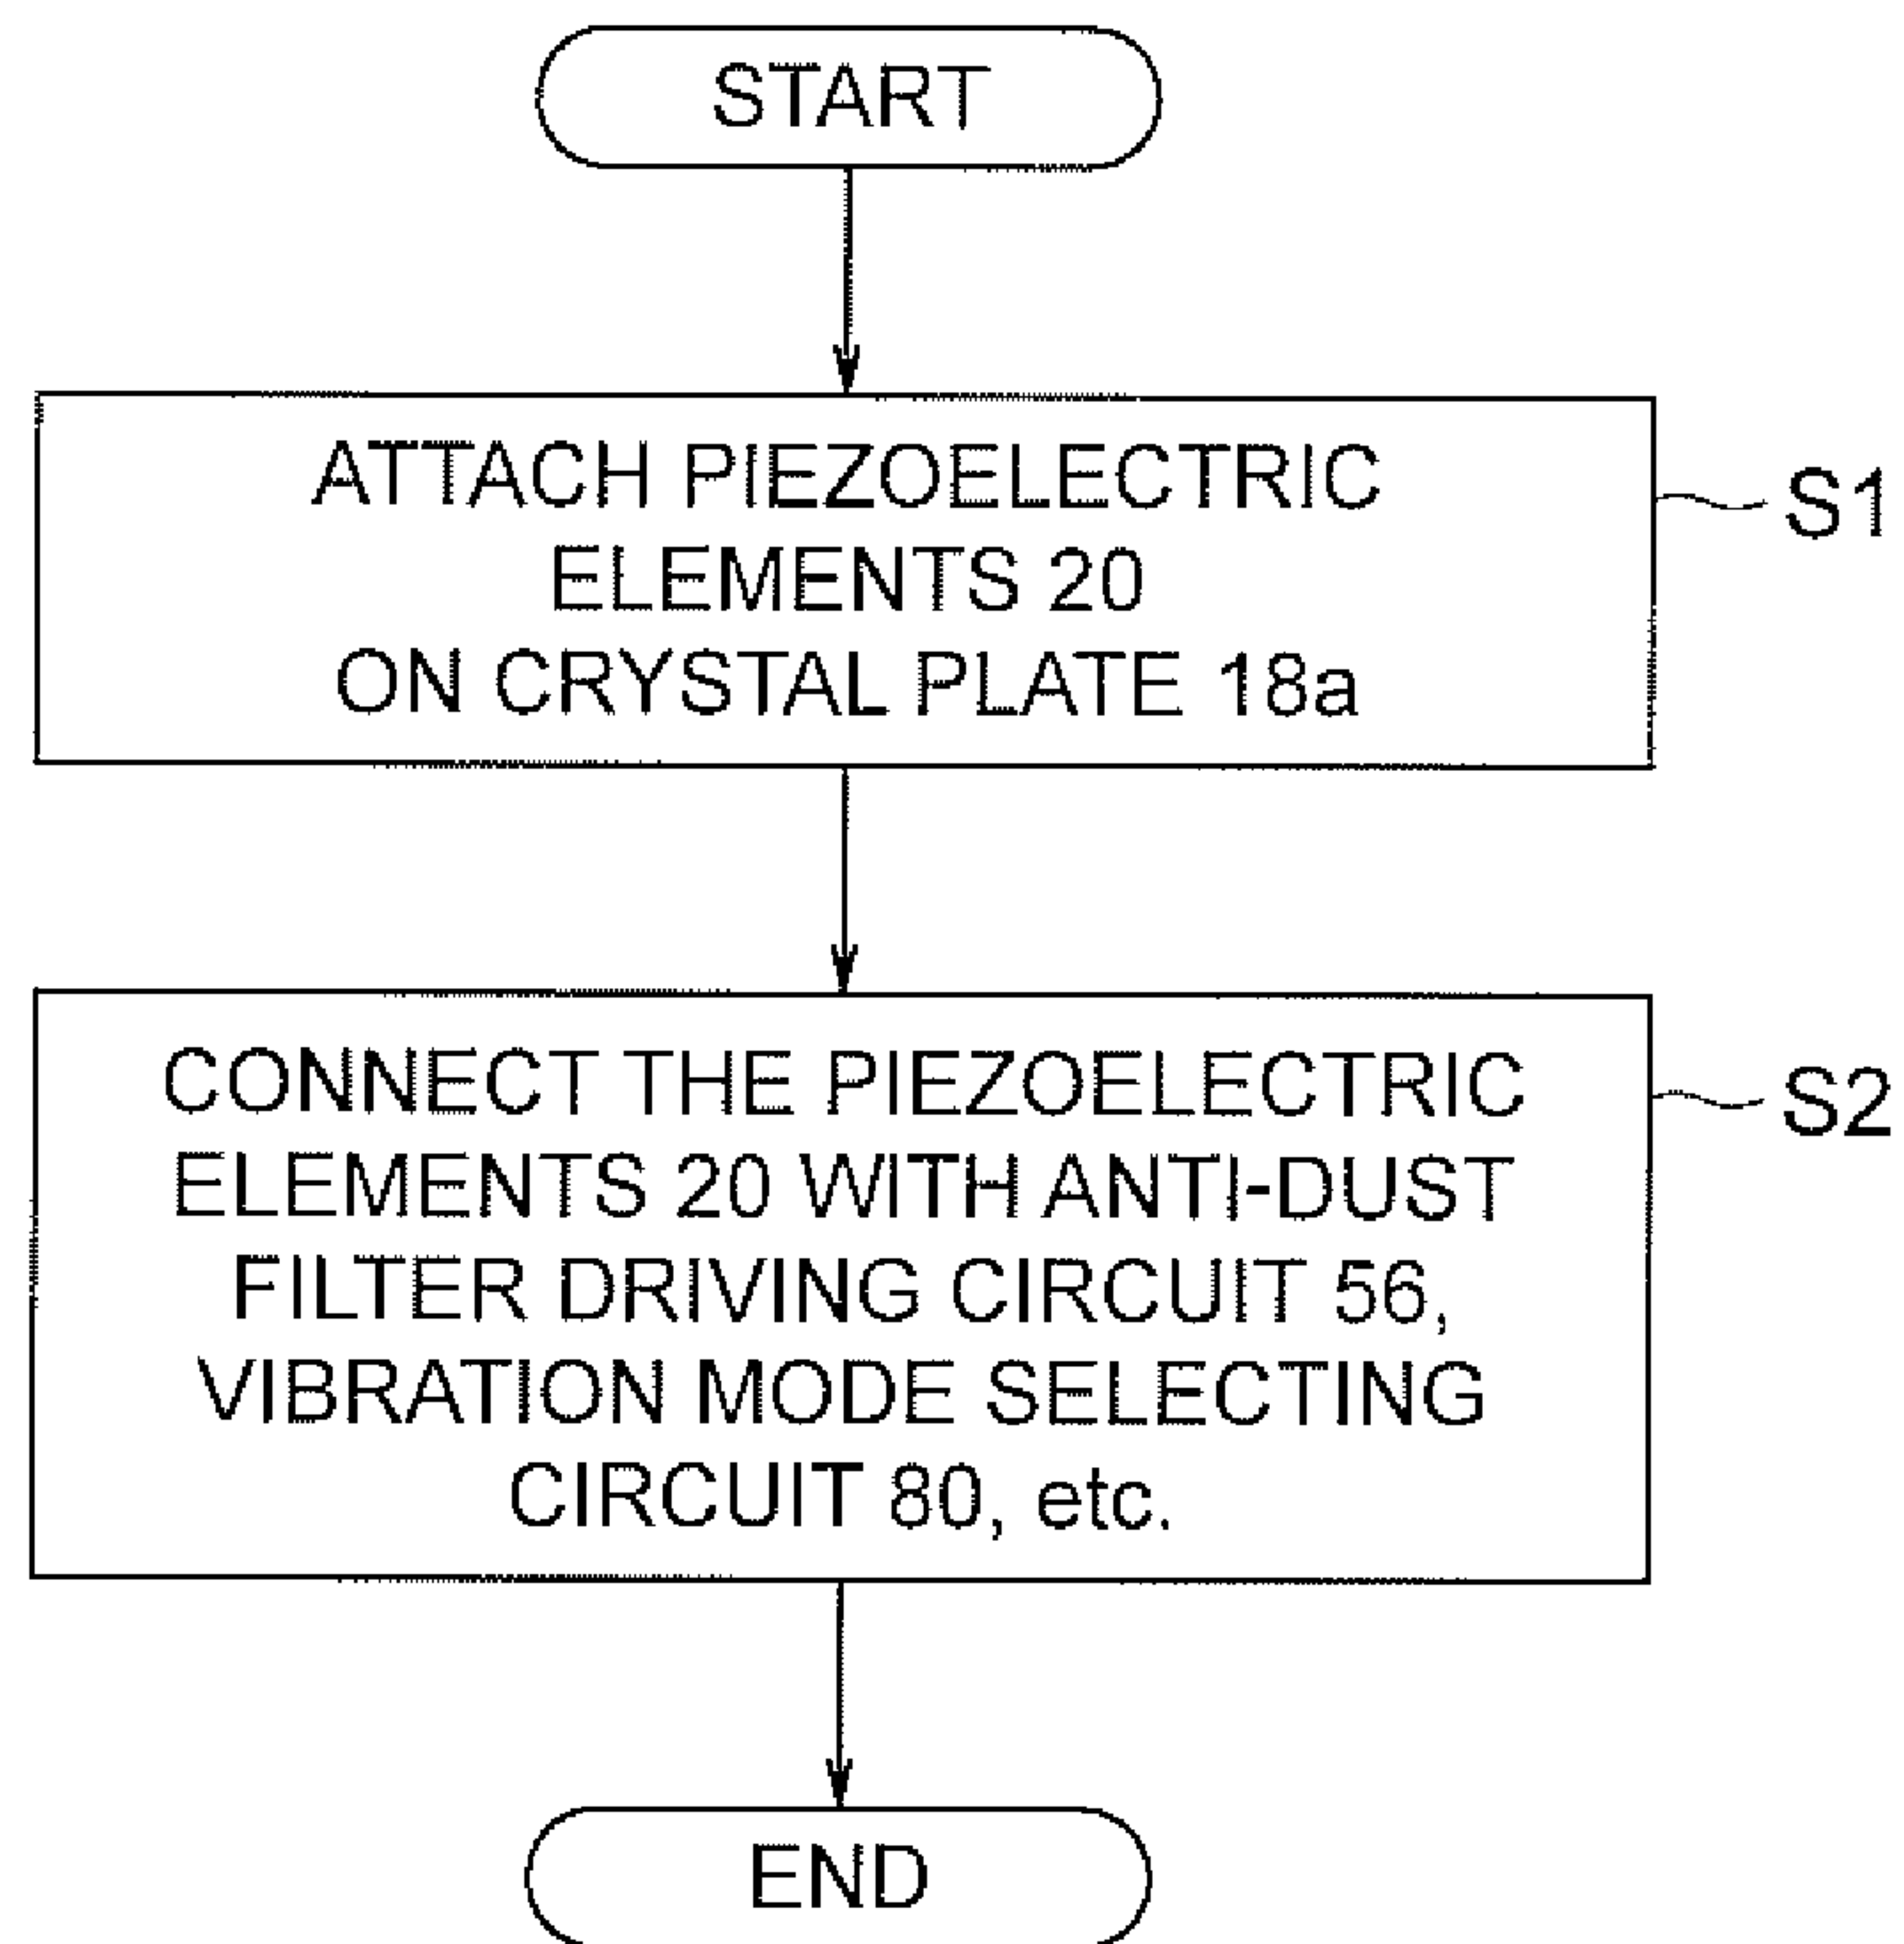 START
ATTACH PIEZOELECTRIC
ELEMENTS 20
ON CRYSTAL PLATE 18a
S1
CONNECT THE PIEZOELECTRIC
ELEMENTS 20 WITH ANTI-DUST
FILTER DRIVING CIRCUIT 56,
VIBRATION MODE SELECTING
CIRCUIT 80, etc.
S2
END